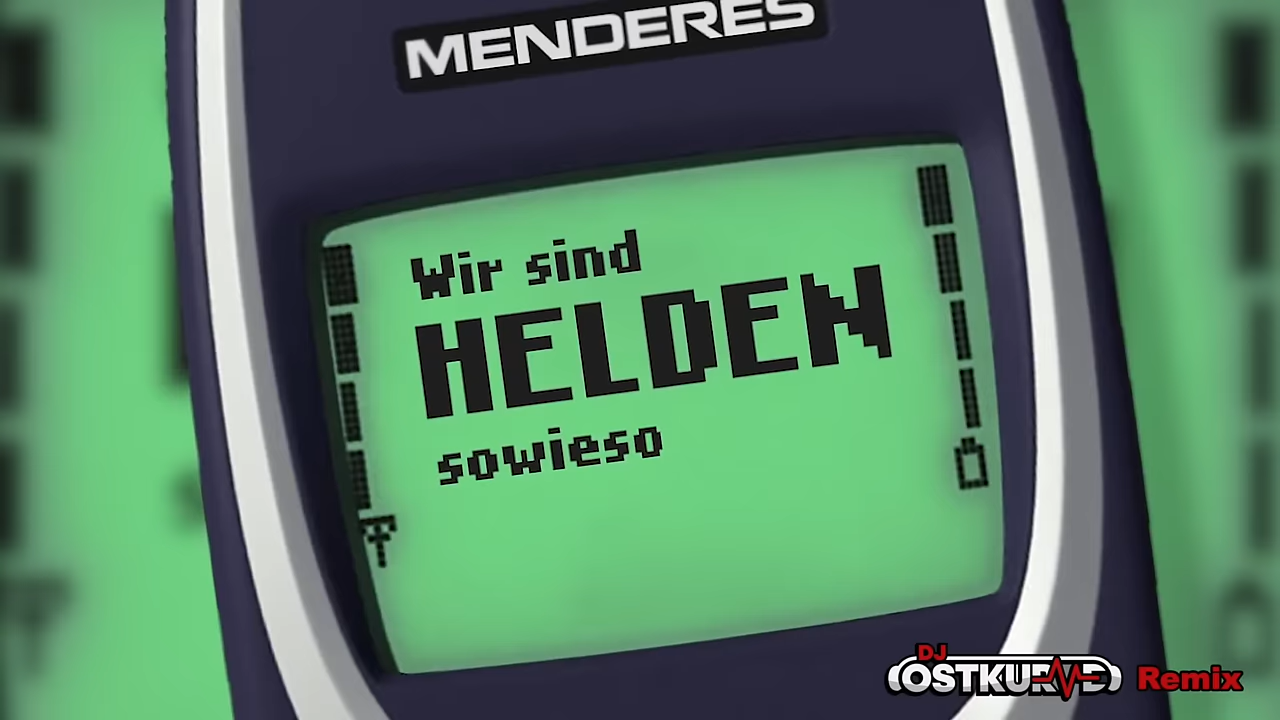 MENDERES
Wir sind
HELDEN
sowieso
DJ
OSTKURVE Remix